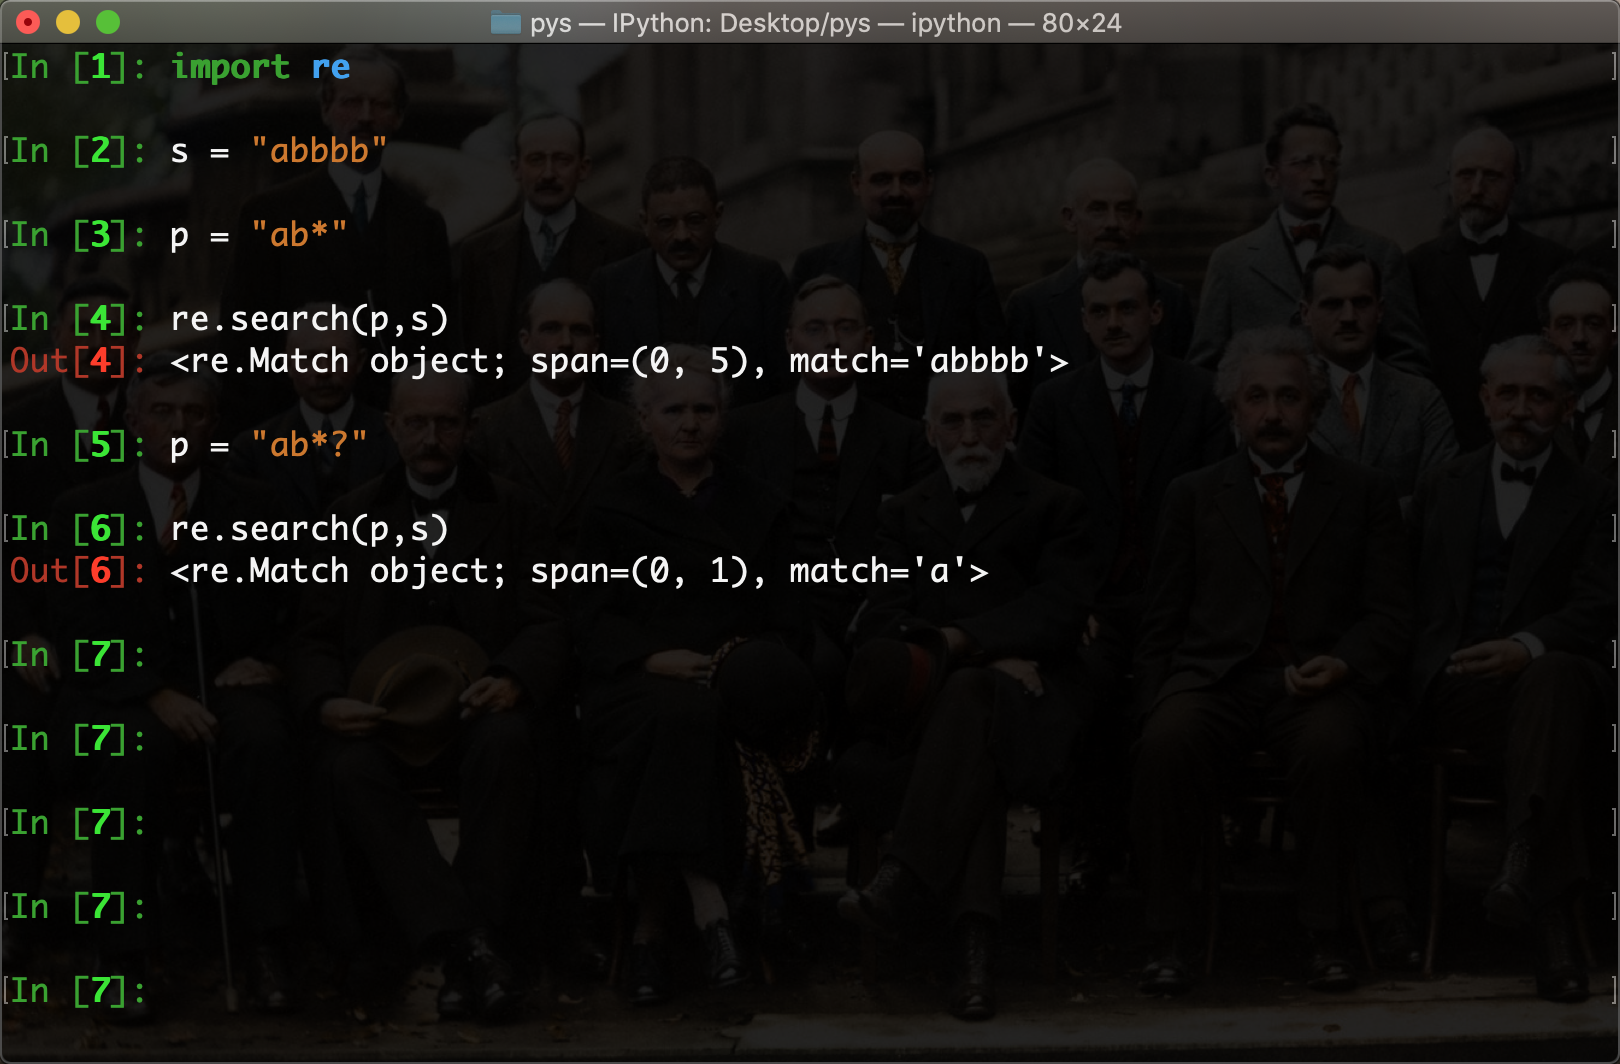 pys — IPython: Desktop/pys — ipython — 80×24
In [1]: import re
In [2]: s = "abbbb"
In [3]: p = "ab*"
In [4]: re.search(p,s)
Out[4]: <re.Match object; span=(0, 5), match='abbbb'>
In [5]: p = "ab*?"
In [6]: re.search(p,s)
Out[6]: <re.Match object; span=(0, 1), match='a'>
In [7]:
In [7]:
In [7]:
In [7]:
In [7]: